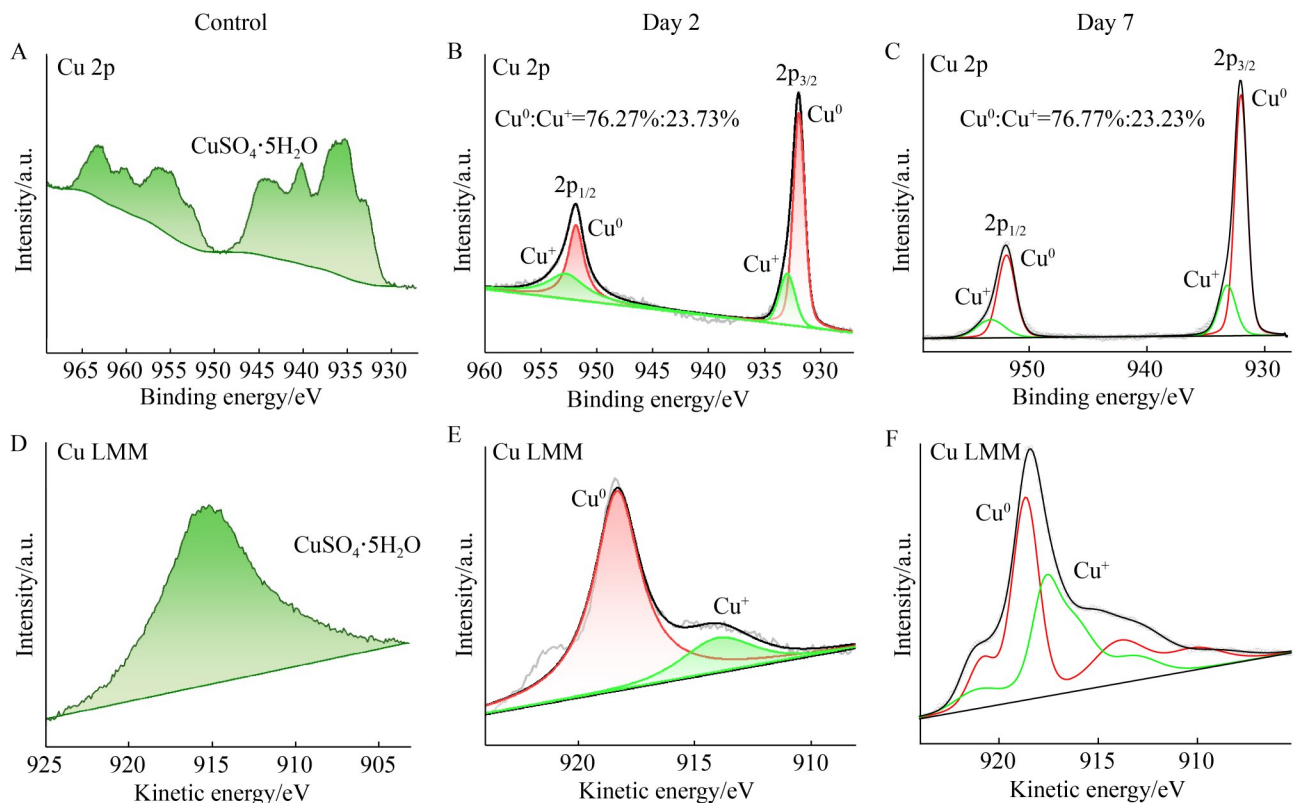 Control
Day 2
Day 7
A
Cu 2p
CuSO₄·5H₂O
Intensity/a.u.
965 960 955 950 945 940 935 930
Binding energy/eV
B
Cu 2p
Cu⁰:Cu⁺=76.27%:23.73%
2p₃/₂
Cu⁰
2p₁/₂
Cu⁺
Cu⁰
Cu⁺
Intensity/a.u.
960 955 950 945 940 935 930
Binding energy/eV
C
Cu 2p
2p₃/₂
Cu⁰
Cu⁰:Cu⁺=76.77%:23.23%
2p₁/₂
Cu⁰
Cu⁺
Cu⁺
Intensity/a.u.
950 940 930
Binding energy/eV
D
Cu LMM
CuSO₄·5H₂O
Intensity/a.u.
925 920 915 910 905
Kinetic energy/eV
E
Cu LMM
Cu⁰
Cu⁺
Intensity/a.u.
920 915 910
Kinetic energy/eV
F
Cu LMM
Cu⁰
Cu⁺
Intensity/a.u.
920 915 910
Kinetic energy/eV